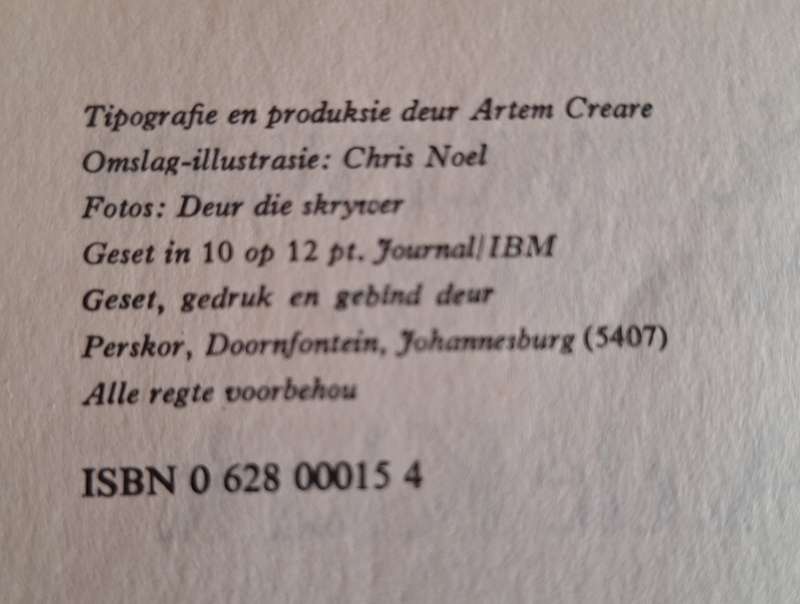 Tipografie en produksie deur Artem Creare
Omslag-illustrasie: Chris Noel
Fotos: Deur die skrywer
Geset in 10 op 12 pt. Journal/IBM
Geset, gedruk en gebind deur
Perskor, Doornfontein, Johannesburg (5407)
Alle regte voorbehou
ISBN 0 628 00015 4